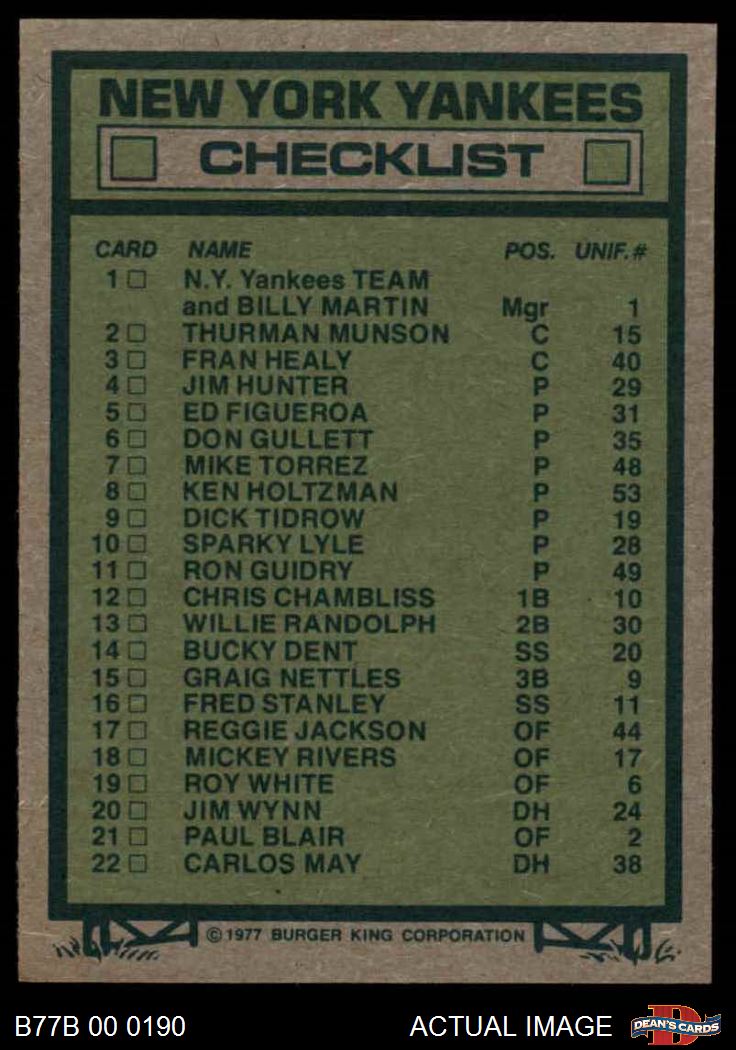 NEW YORK YANKEES
CHECKLIST
CARD NAME POS. UNIF.#
1 N.Y. Yankees TEAM
and BILLY MARTIN Mgr 1
2 THURMAN MUNSON C 15
3 FRAN HEALY C 40
4 JIM HUNTER P 29
5 ED FIGUEROA P 31
6 DON GULLETT P 35
7 MIKE TORREZ P 48
8 KEN HOLTZMAN P 53
9 DICK TIDROW P 19
10 SPARKY LYLE P 28
11 RON GUIDRY P 49
12 CHRIS CHAMBLISS 1B 10
13 WILLIE RANDOLPH 2B 30
14 BUCKY DENT SS 20
15 GRAIG NETTLES 3B 9
16 FRED STANLEY SS 11
17 REGGIE JACKSON OF 44
18 MICKEY RIVERS OF 17
19 ROY WHITE OF 6
20 JIM WYNN DH 24
21 PAUL BLAIR OF 2
22 CARLOS MAY DH 38
© 1977 BURGER KING CORPORATION
B77B 00 0190 ACTUAL IMAGE D DEAN'S CARDS